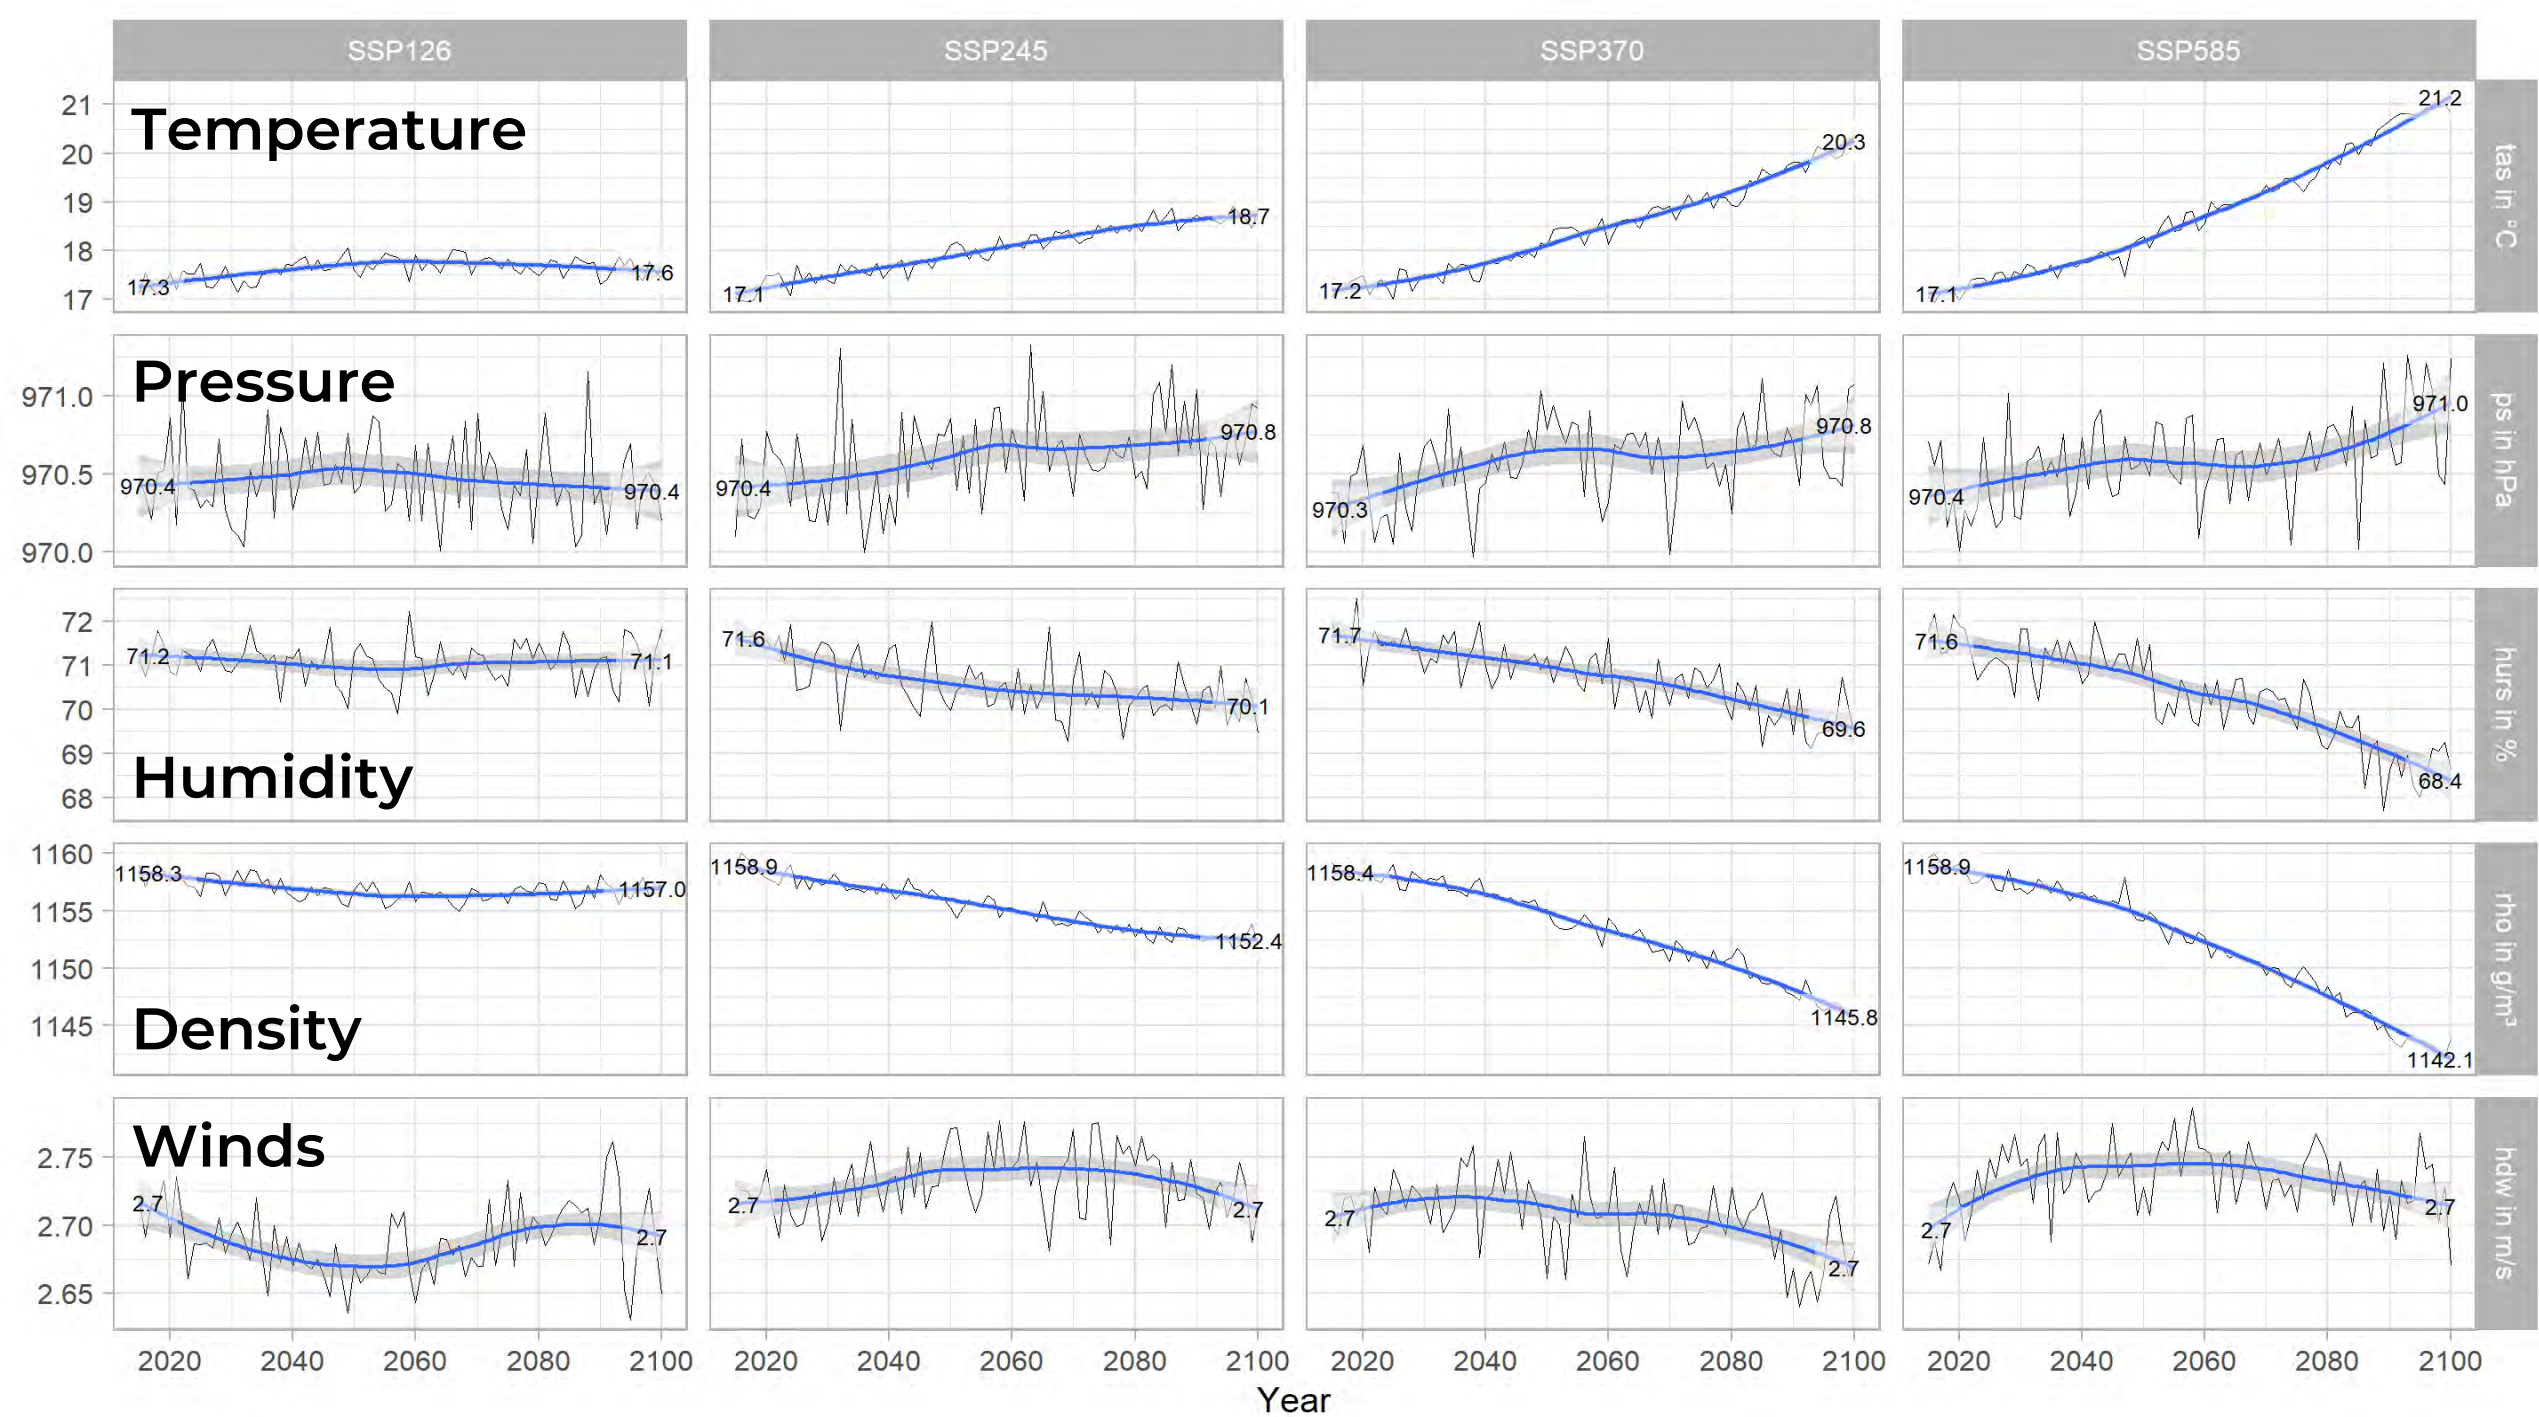 SSP126 SSP245 SSP370 SSP585
Temperature
21
20
19
18
17
17.3 17.6 17.1 18.7 17.2 20.3 17.1 21.2
tas in °C
Pressure
971.0
970.5
970.0
970.4 970.4 970.4 970.8 970.3 970.8 970.4 971.0
ps in hPa
72
71
70
69
68
71.2 71.1 71.6 70.1 71.7 69.6 71.6 68.4
Humidity
hurs in %
1160
1155
1150
1145
1158.3 1157.0 1158.9 1152.4 1158.4 1145.8 1158.9 1142.1
Density
rho in g/m³
Winds
2.75
2.70
2.65
2.7 2.7 2.7 2.7 2.7 2.7 2.7 2.7
hdw in m/s
2020 2040 2060 2080 2100 2020 2040 2060 2080 2100 2020 2040 2060 2080 2100 2020 2040 2060 2080 2100
Year